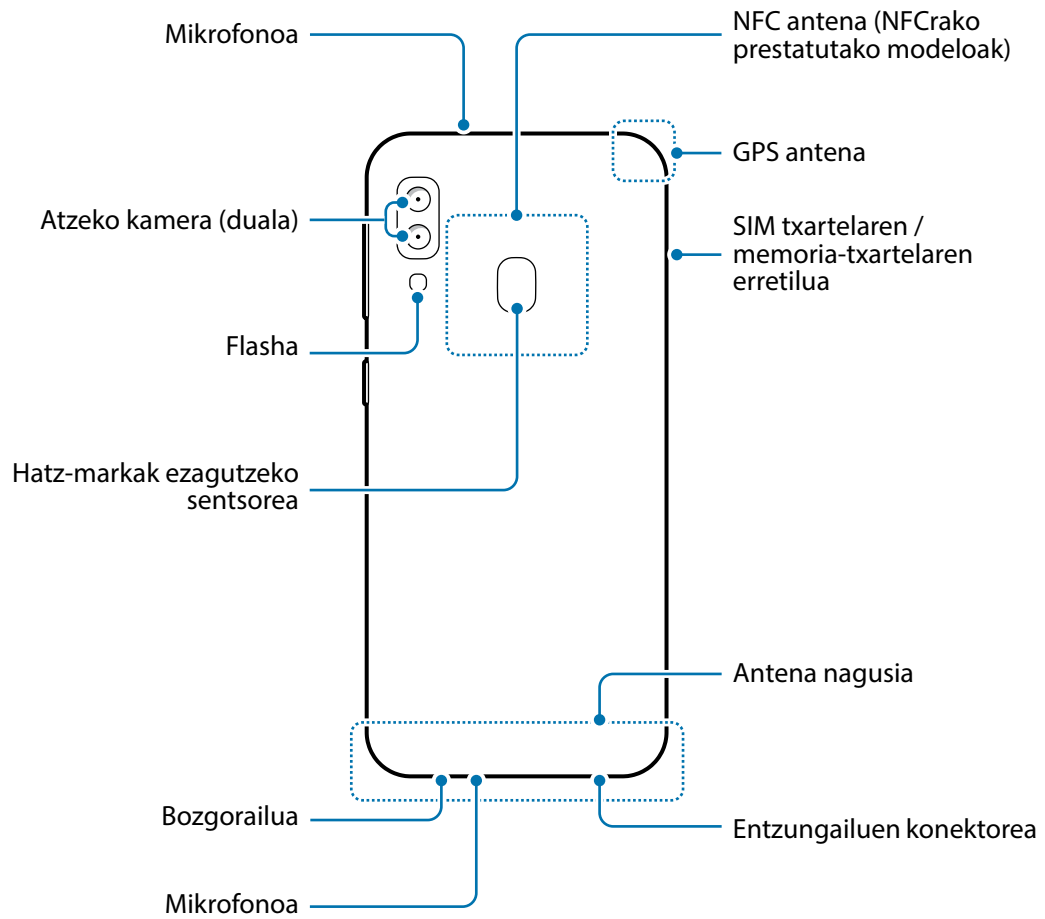 Mikrofonoa
NFC antena (NFCrako
prestatutako modeloak)
GPS antena
Atzeko kamera (duala)
SIM txartelaren /
memoria-txartelaren
erretilua
Flasha
Hatz-markak ezagutzeko
sentsorea
Antena nagusia
Bozgorailua
Entzungailuen konektorea
Mikrofonoa